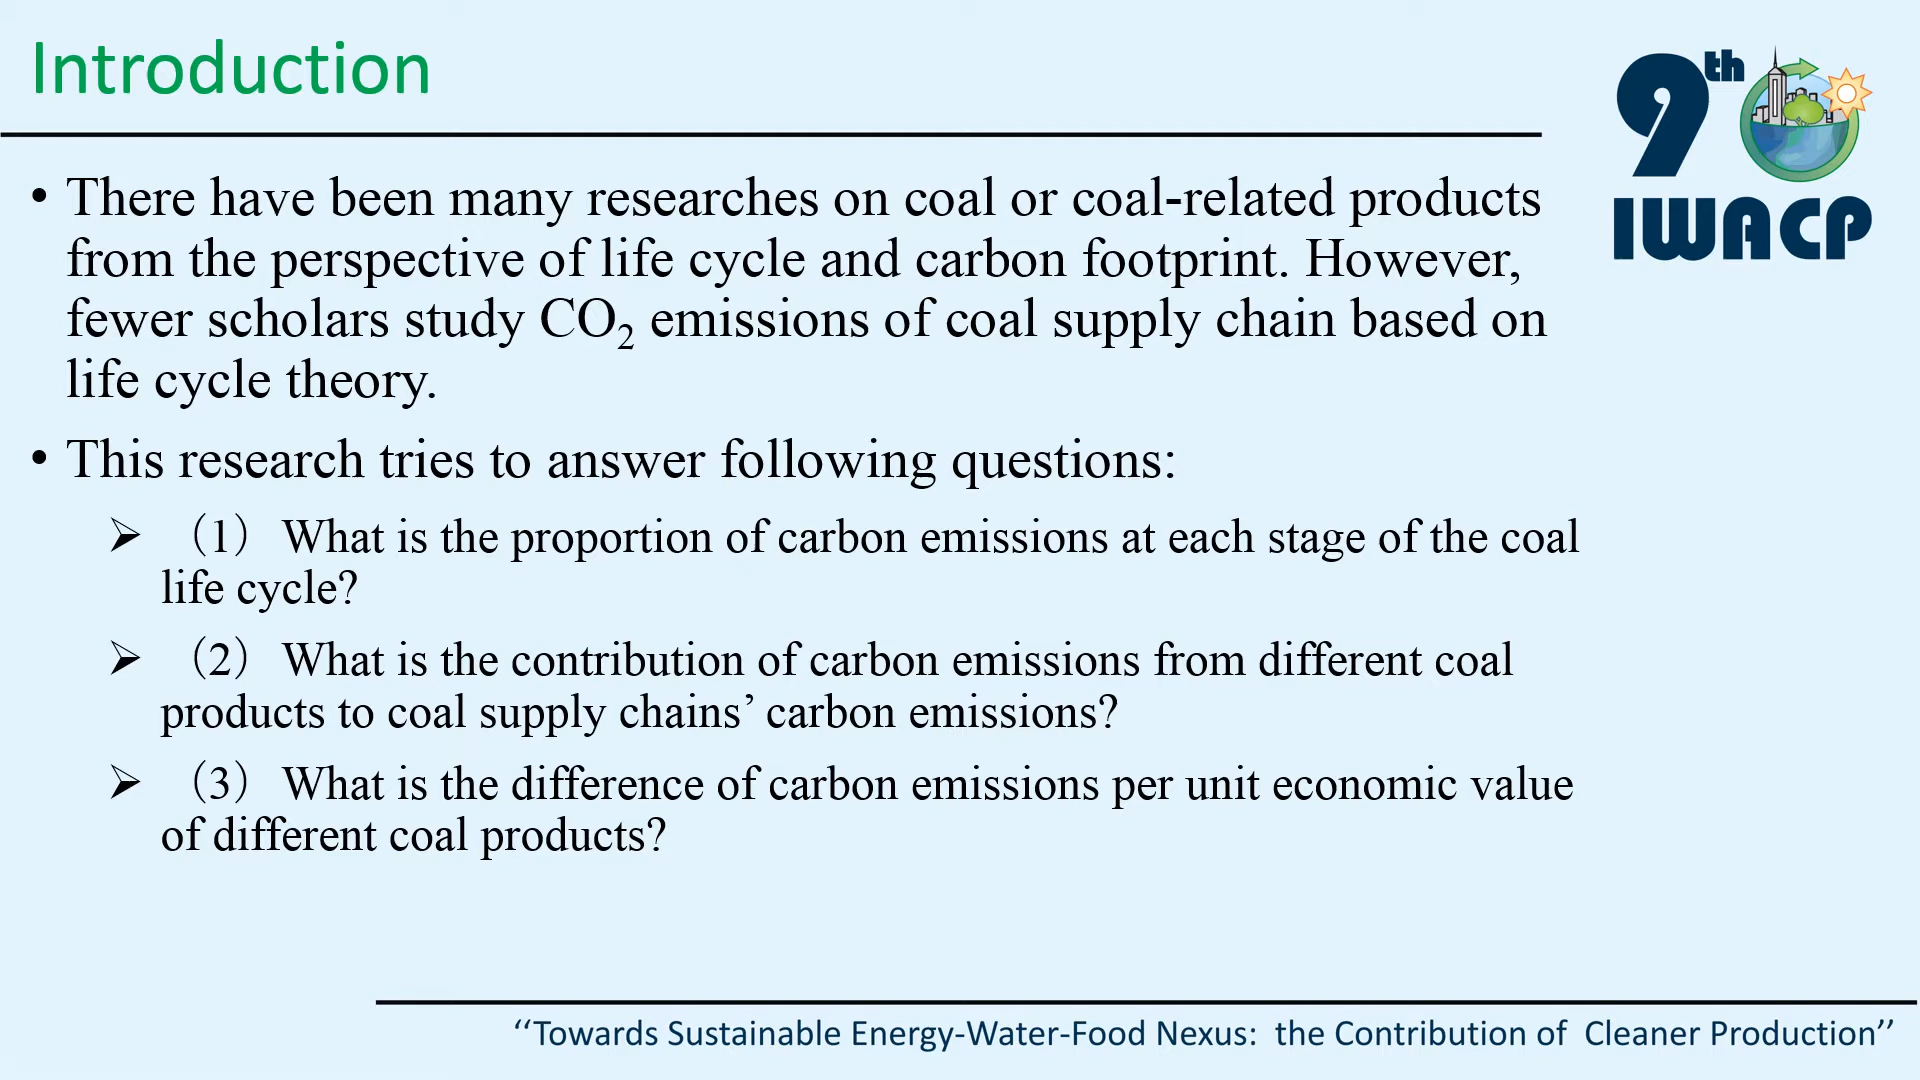 Introduction
9th
IWACP
• There have been many researches on coal or coal-related products
from the perspective of life cycle and carbon footprint. However,
fewer scholars study CO₂ emissions of coal supply chain based on
life cycle theory.
• This research tries to answer following questions:
➢ （1） What is the proportion of carbon emissions at each stage of the coal
life cycle?
➢ （2） What is the contribution of carbon emissions from different coal
products to coal supply chains’ carbon emissions?
➢ （3） What is the difference of carbon emissions per unit economic value
of different coal products?
‘‘Towards Sustainable Energy-Water-Food Nexus:  the Contribution of  Cleaner Production’’